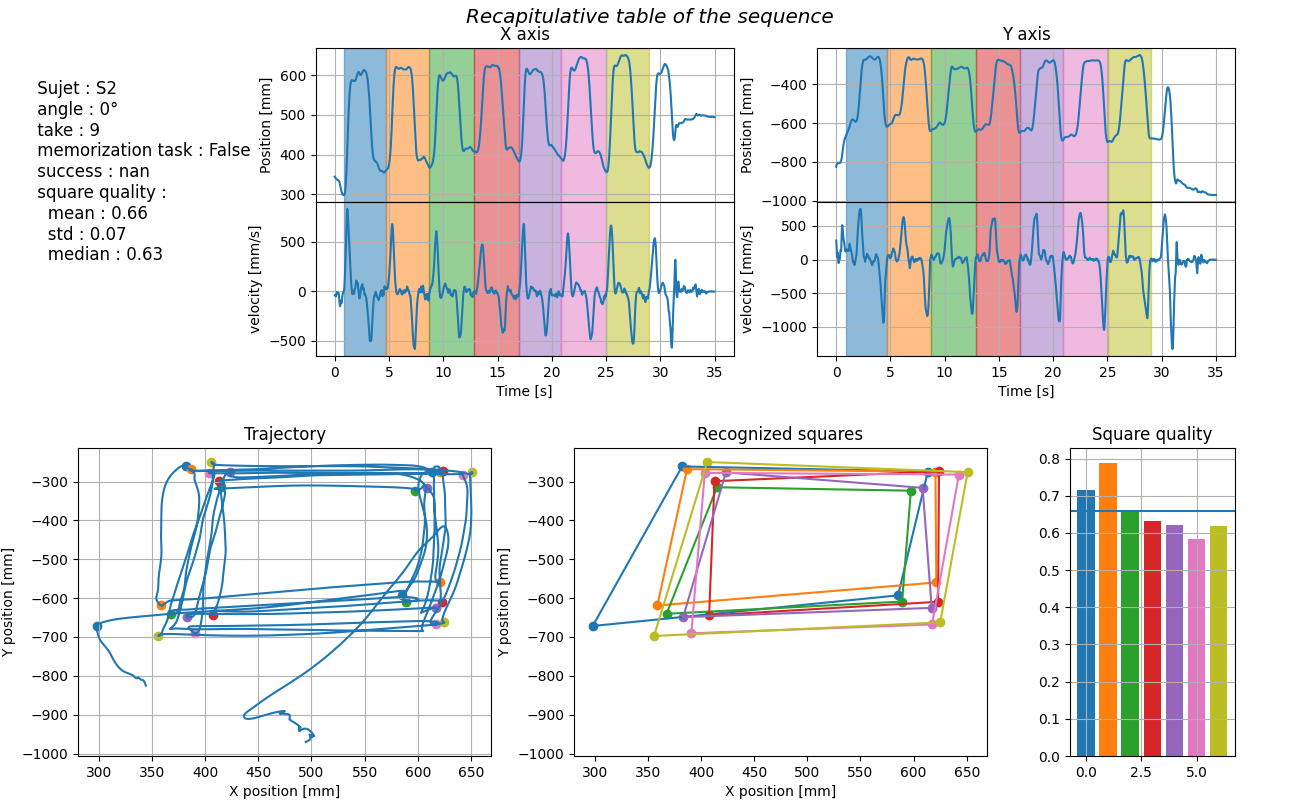 Recapitulative table of the sequence
Sujet : S2
angle : 0°
take : 9
memorization task : False
success : nan
square quality :
mean : 0.66
std : 0.07
median : 0.63
X axis
Position [mm]
600
500
400
300
velocity [mm/s]
500
0
−500
0 5 10 15 20 25 30 35
Time [s]
Y axis
Position [mm]
−400
−600
−800
−1000
velocity [mm/s]
500
0
−500
−1000
0 5 10 15 20 25 30 35
Time [s]
Trajectory
Y position [mm]
−300
−400
−500
−600
−700
−800
−900
−1000
300 350 400 450 500 550 600 650
X position [mm]
Recognized squares
Y position [mm]
−300
−400
−500
−600
−700
−800
−900
−1000
300 350 400 450 500 550 600 650
X position [mm]
Square quality
0.8
0.7
0.6
0.5
0.4
0.3
0.2
0.1
0.0
0.0 2.5 5.0